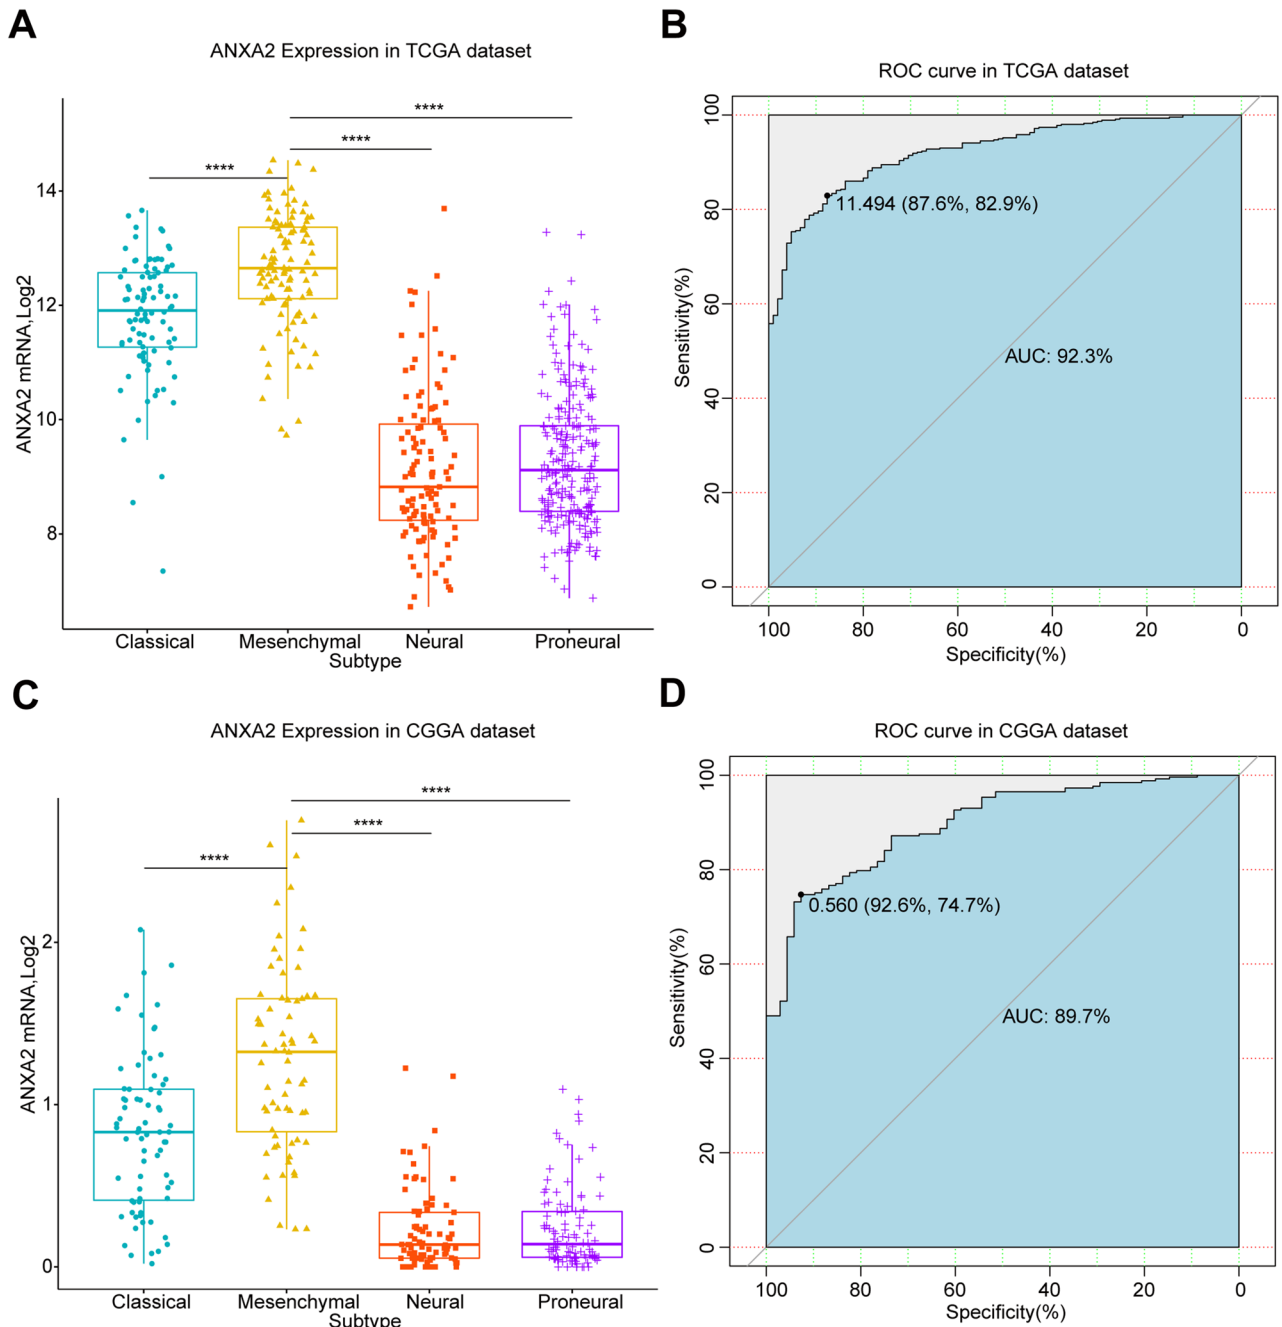 A
ANXA2 Expression in TCGA dataset
****
****
****
14
12
10
8
ANXA2 mRNA,Log2
Classical
Mesenchymal
Neural
Proneural
Subtype
B
ROC curve in TCGA dataset
100
80
60
40
20
0
Sensitivity(%)
11.494 (87.6%, 82.9%)
AUC: 92.3%
100
80
60
40
20
0
Specificity(%)
C
ANXA2 Expression in CGGA dataset
****
****
****
2
1
0
ANXA2 mRNA,Log2
Classical
Mesenchymal
Neural
Proneural
Subtype
D
ROC curve in CGGA dataset
100
80
60
40
20
0
Sensitivity(%)
0.560 (92.6%, 74.7%)
AUC: 89.7%
100
80
60
40
20
0
Specificity(%)